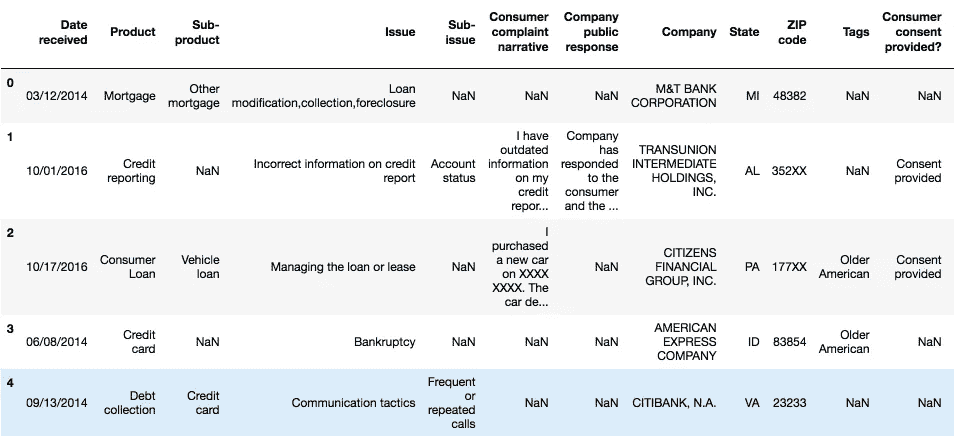 Date received Product Sub-product Issue Sub-issue Consumer complaint narrative Company public response Company State ZIP code Tags Consumer consent provided?
0 03/12/2014 Mortgage Other mortgage Loan modification,collection,foreclosure NaN NaN NaN M&T BANK CORPORATION MI 48382 NaN NaN
1 10/01/2016 Credit reporting NaN Incorrect information on credit report Account status I have outdated information on my credit repor... Company has responded to the consumer and the ... TRANSUNION INTERMEDIATE HOLDINGS, INC. AL 352XX NaN Consent provided
2 10/17/2016 Consumer Loan Vehicle loan Managing the loan or lease NaN I purchased a new car on XXXX XXXX. The car de... NaN CITIZENS FINANCIAL GROUP, INC. PA 177XX Older American Consent provided
3 06/08/2014 Credit card NaN Bankruptcy NaN NaN NaN AMERICAN EXPRESS COMPANY ID 83854 Older American NaN
4 09/13/2014 Debt collection Credit card Communication tactics Frequent or repeated calls NaN NaN CITIBANK, N.A. VA 23233 NaN NaN